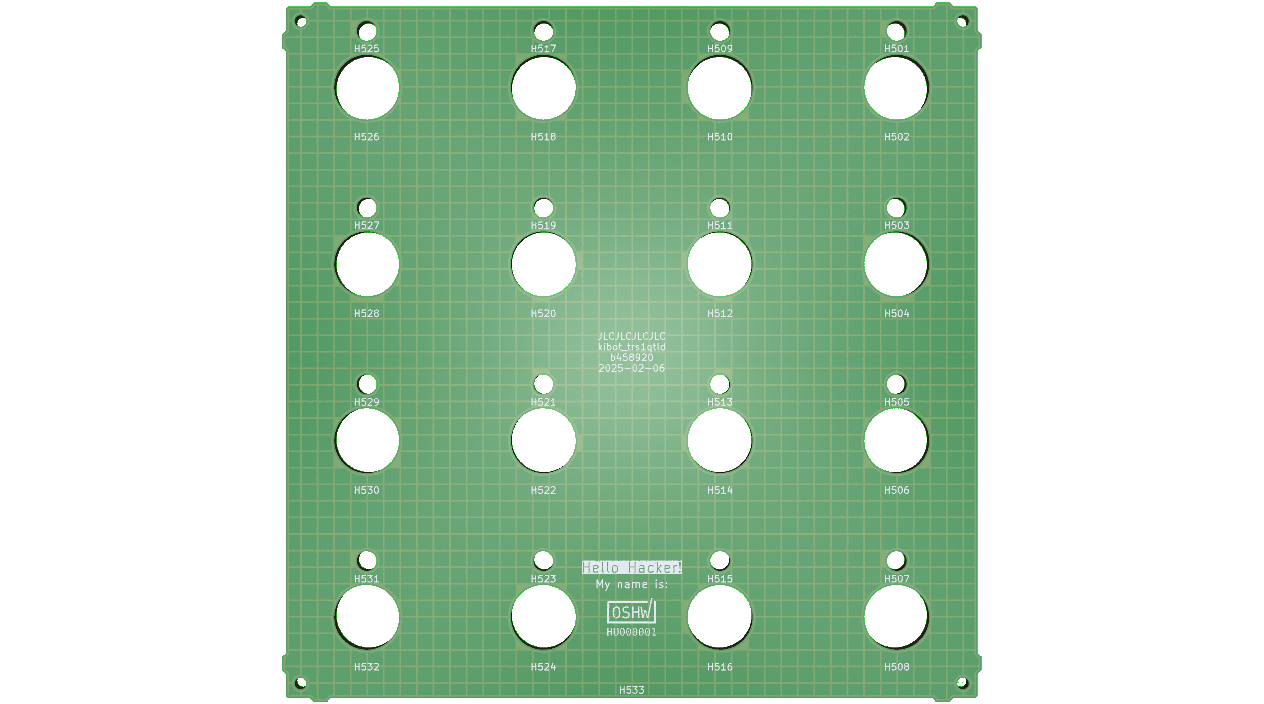 H525 H517 H509 H501
H526 H518 H510 H502
H527 H519 H511 H503
H528 H520 H512 H504
JLCJLCJLCJLC
kibot_trs1qtld
b458920
2025-02-06
H529 H521 H513 H505
H530 H522 H514 H506
Hello Hacker!
H531 H523 H515 H507
My name is:
OSHW
HU000001
H532 H524 H516 H508
H533